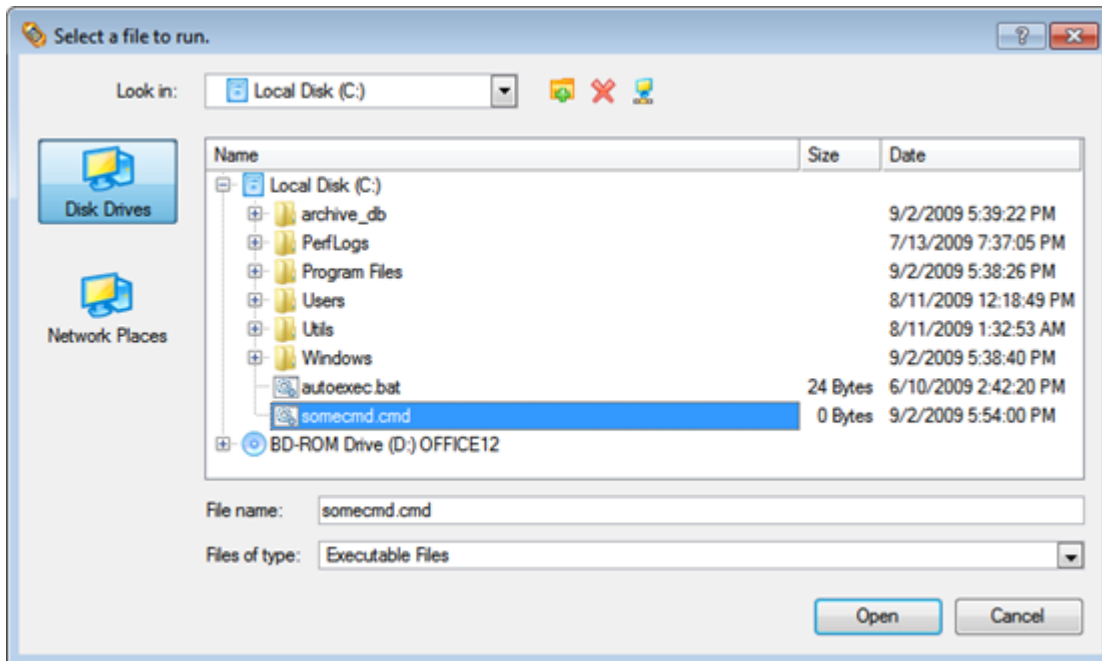 Select a file to run.
Look in: Local Disk (C:)
Disk Drives
Network Places
Name Size Date
Local Disk (C:)
archive_db 9/2/2009 5:39:22 PM
PerfLogs 7/13/2009 7:37:05 PM
Program Files 9/2/2009 5:38:26 PM
Users 8/11/2009 12:18:49 PM
Utils 8/11/2009 1:32:53 AM
Windows 9/2/2009 5:38:40 PM
autoexec.bat 24 Bytes 6/10/2009 2:42:20 PM
somecmd.cmd 0 Bytes 9/2/2009 5:54:00 PM
BD-ROM Drive (D:) OFFICE12
File name: somecmd.cmd
Files of type: Executable Files
Open Cancel